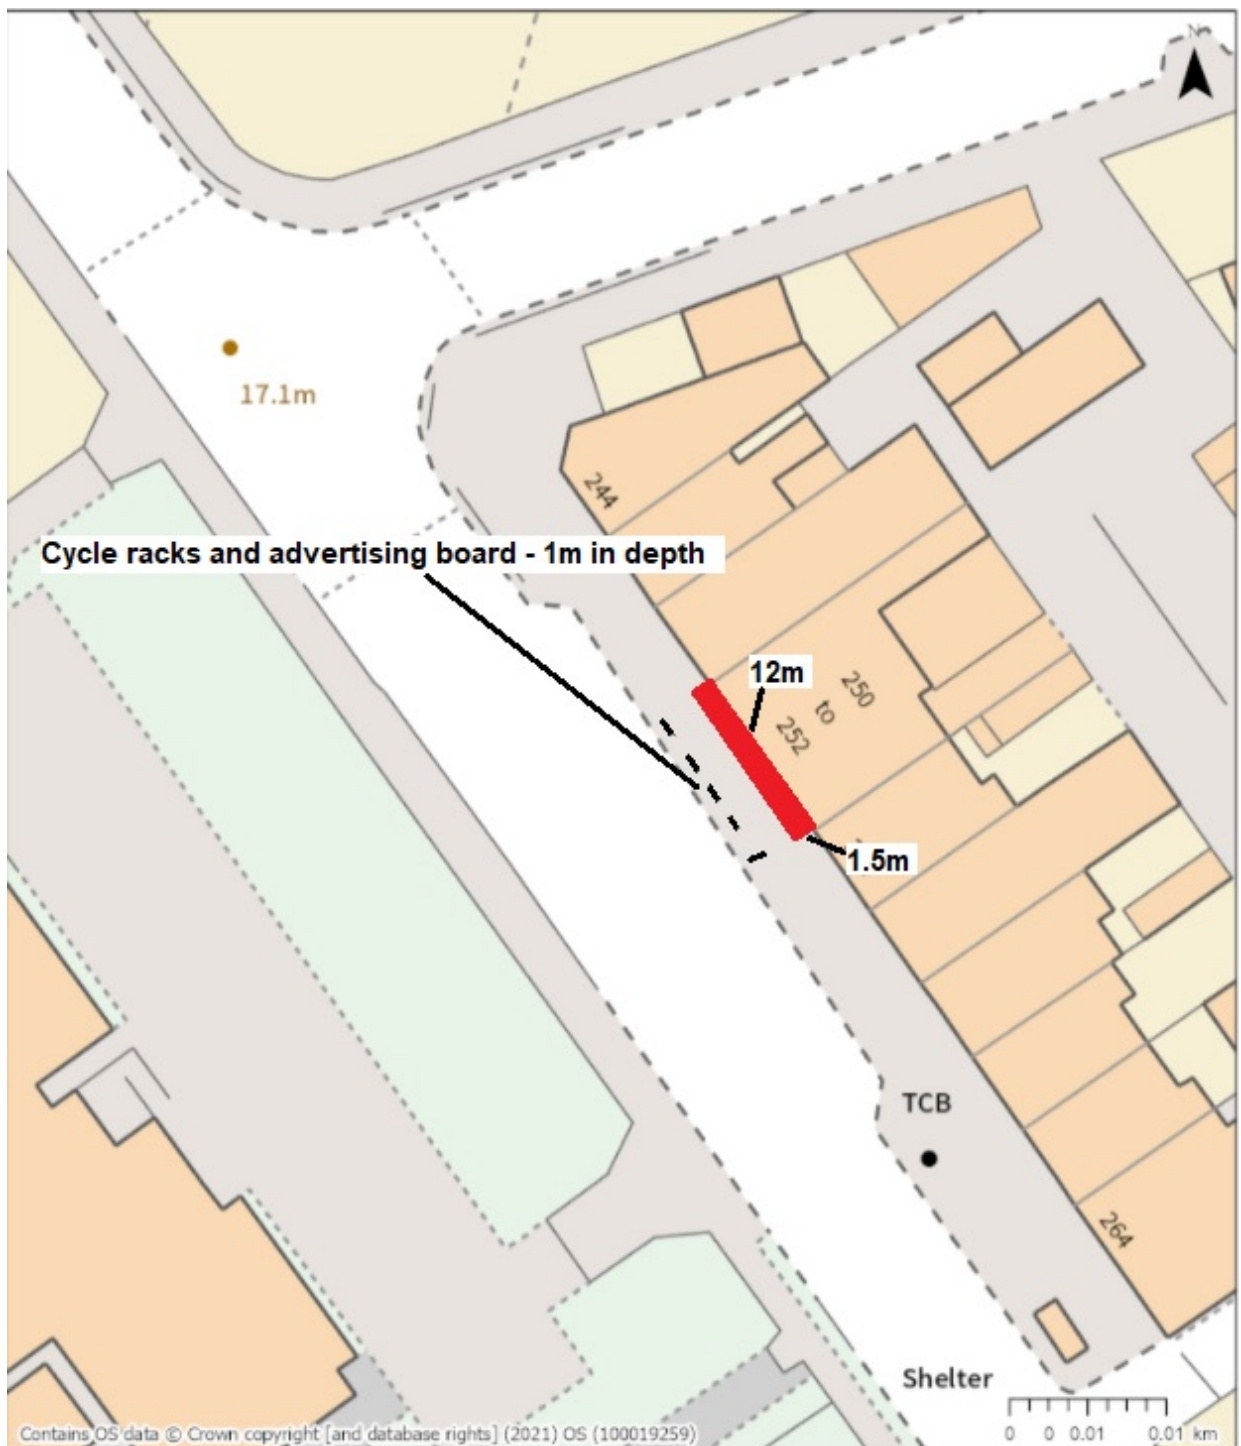 N
17.1m
244
Cycle racks and advertising board - 1m in depth
12m
250
to
252
1.5m
TCB
264
Shelter
0 0 0.01 0.01 km
Contains OS data © Crown copyright [and database rights] (2021) OS (100019259)